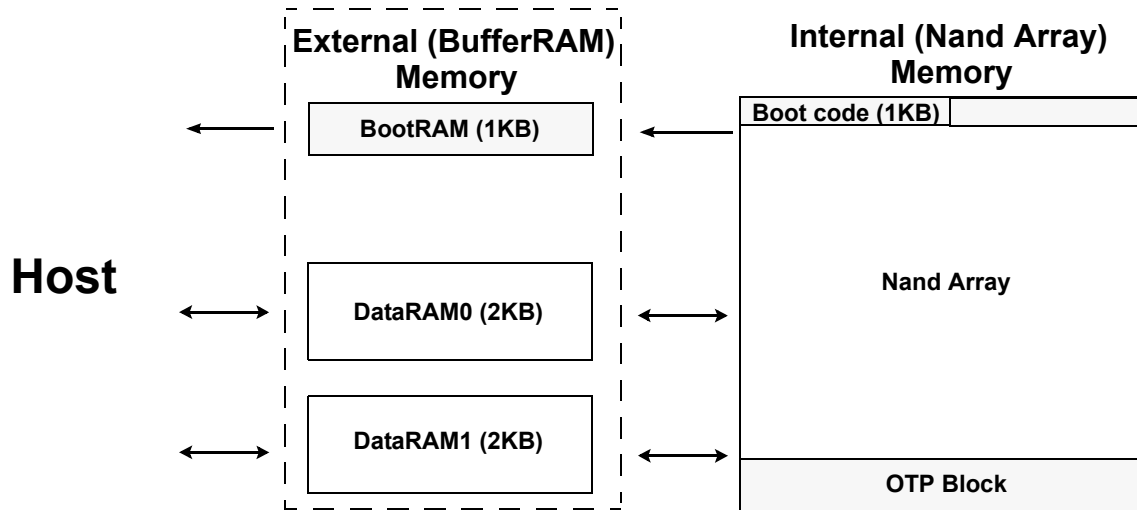 External (BufferRAM)
Memory
Internal (Nand Array)
Memory
BootRAM (1KB)
Boot code (1KB)
Host
Nand Array
DataRAM0 (2KB)
DataRAM1 (2KB)
OTP Block